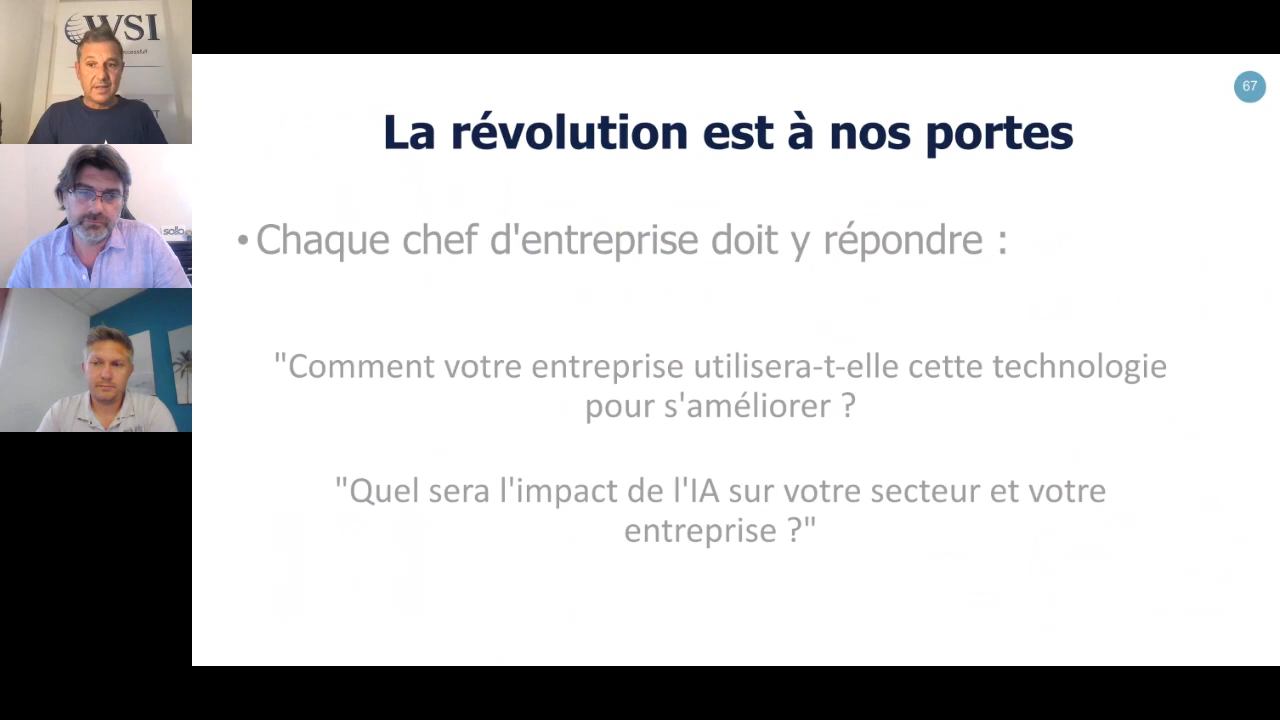 WSI
67
La révolution est à nos portes
• Chaque chef d'entreprise doit y répondre :
"Comment votre entreprise utilisera-t-elle cette technologie
pour s'améliorer ?
"Quel sera l'impact de l'IA sur votre secteur et votre
entreprise ?"